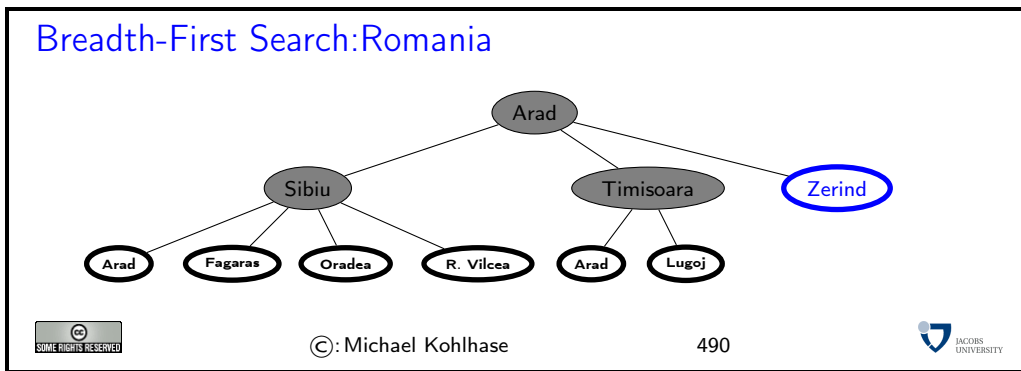 Breadth-First Search:Romania
Arad
Sibiu
Timisoara
Zerind
Arad
Fagaras
Oradea
R. Vilcea
Arad
Lugoj
cc
SOME RIGHTS RESERVED
©: Michael Kohlhase
490
JACOBS
UNIVERSITY